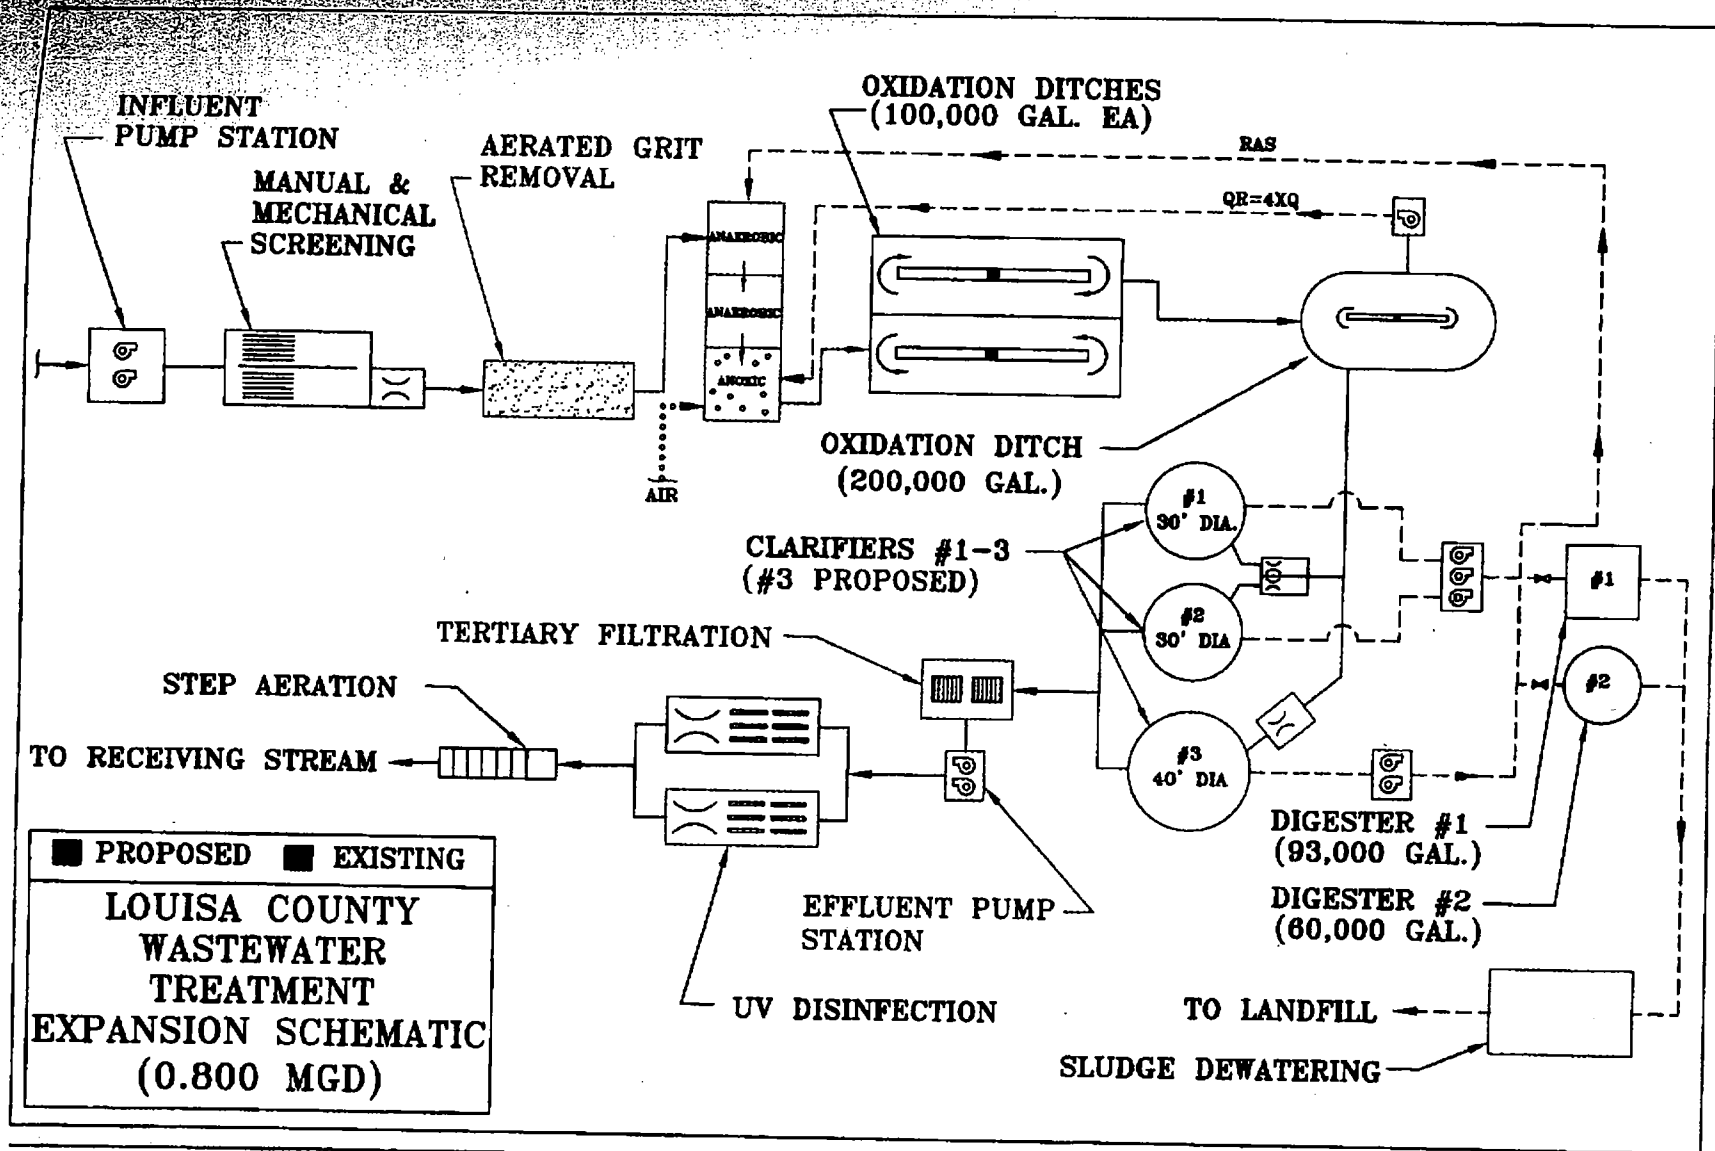 INFLUENT
PUMP STATION
MANUAL &
MECHANICAL
SCREENING
AERATED GRIT
REMOVAL
OXIDATION DITCHES
(100,000 GAL. EA)
RAS
QR=4XQ
ANAEROBIC
ANAEROBIC
ANOXIC
AIR
OXIDATION DITCH
(200,000 GAL.)
#1
30' DIA.
CLARIFIERS #1-3
(#3 PROPOSED)
#2
30' DIA
#1
#2
TERTIARY FILTRATION
STEP AERATION
TO RECEIVING STREAM
#3
40' DIA
DIGESTER #1
(93,000 GAL.)
DIGESTER #2
(60,000 GAL.)
EFFLUENT PUMP
STATION
UV DISINFECTION
TO LANDFILL
SLUDGE DEWATERING
PROPOSED EXISTING
LOUISA COUNTY
WASTEWATER
TREATMENT
EXPANSION SCHEMATIC
(0.800 MGD)